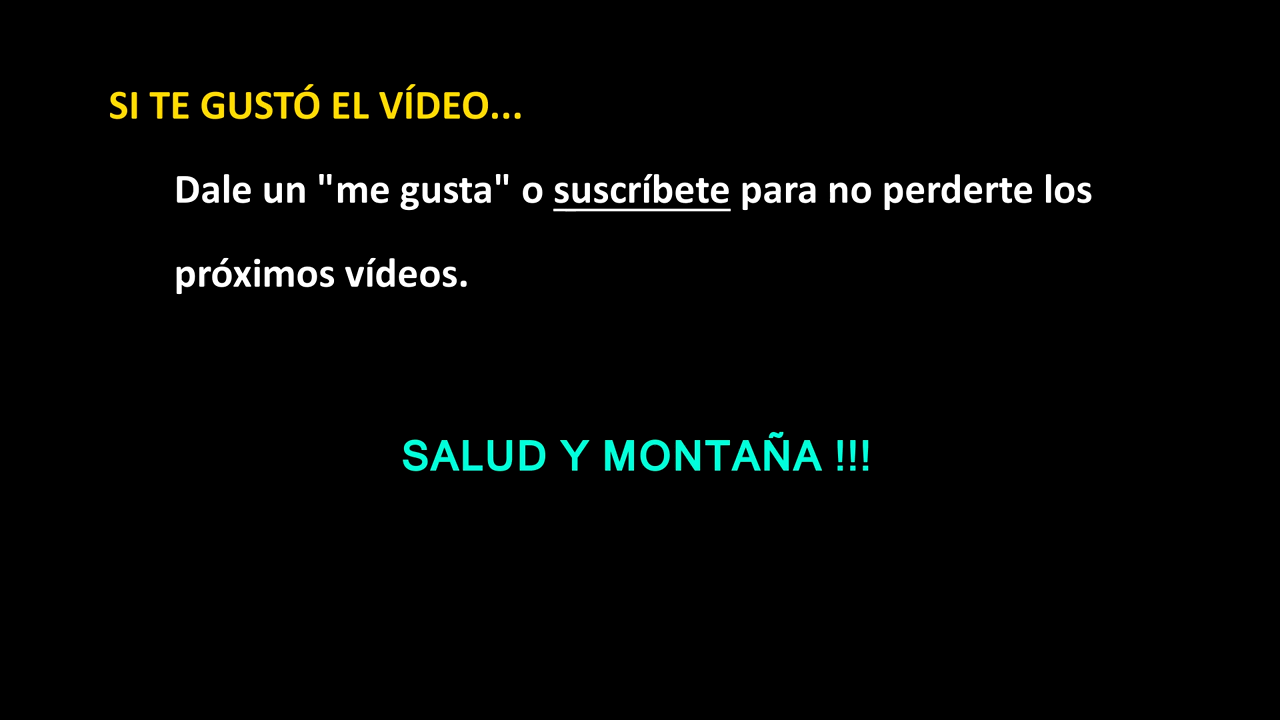 SI TE GUSTÓ EL VÍDEO...
Dale un "me gusta" o suscríbete para no perderte los
próximos vídeos.
SALUD Y MONTAÑA !!!